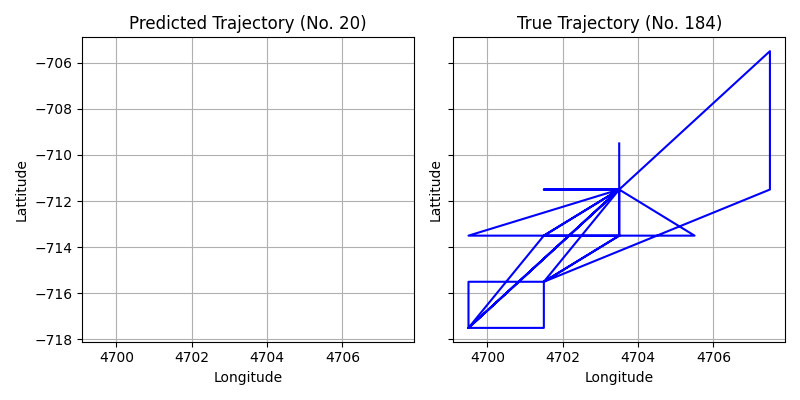 Predicted Trajectory (No. 20)
True Trajectory (No. 184)
−706
−708
−710
−712
−714
−716
−718
Lattitude
Lattitude
4700
4702
4704
4706
4700
4702
4704
4706
Longitude
Longitude